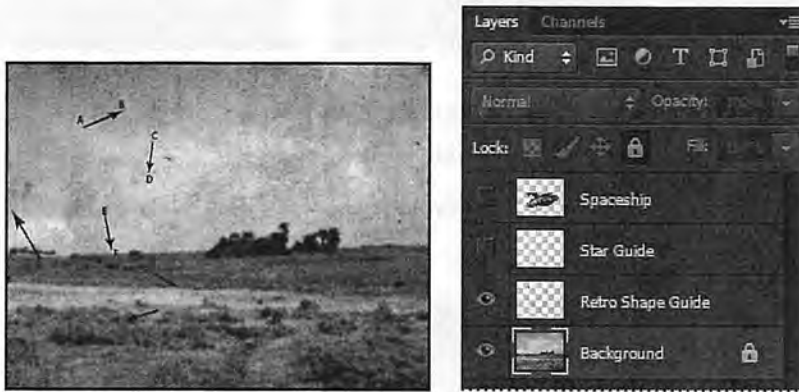 Layers Channels
Kind
T
Normal Opacity:
Lock: Fill:
Spaceship
Star Guide
Retro Shape Guide
Background
A
B
C
D
E
F